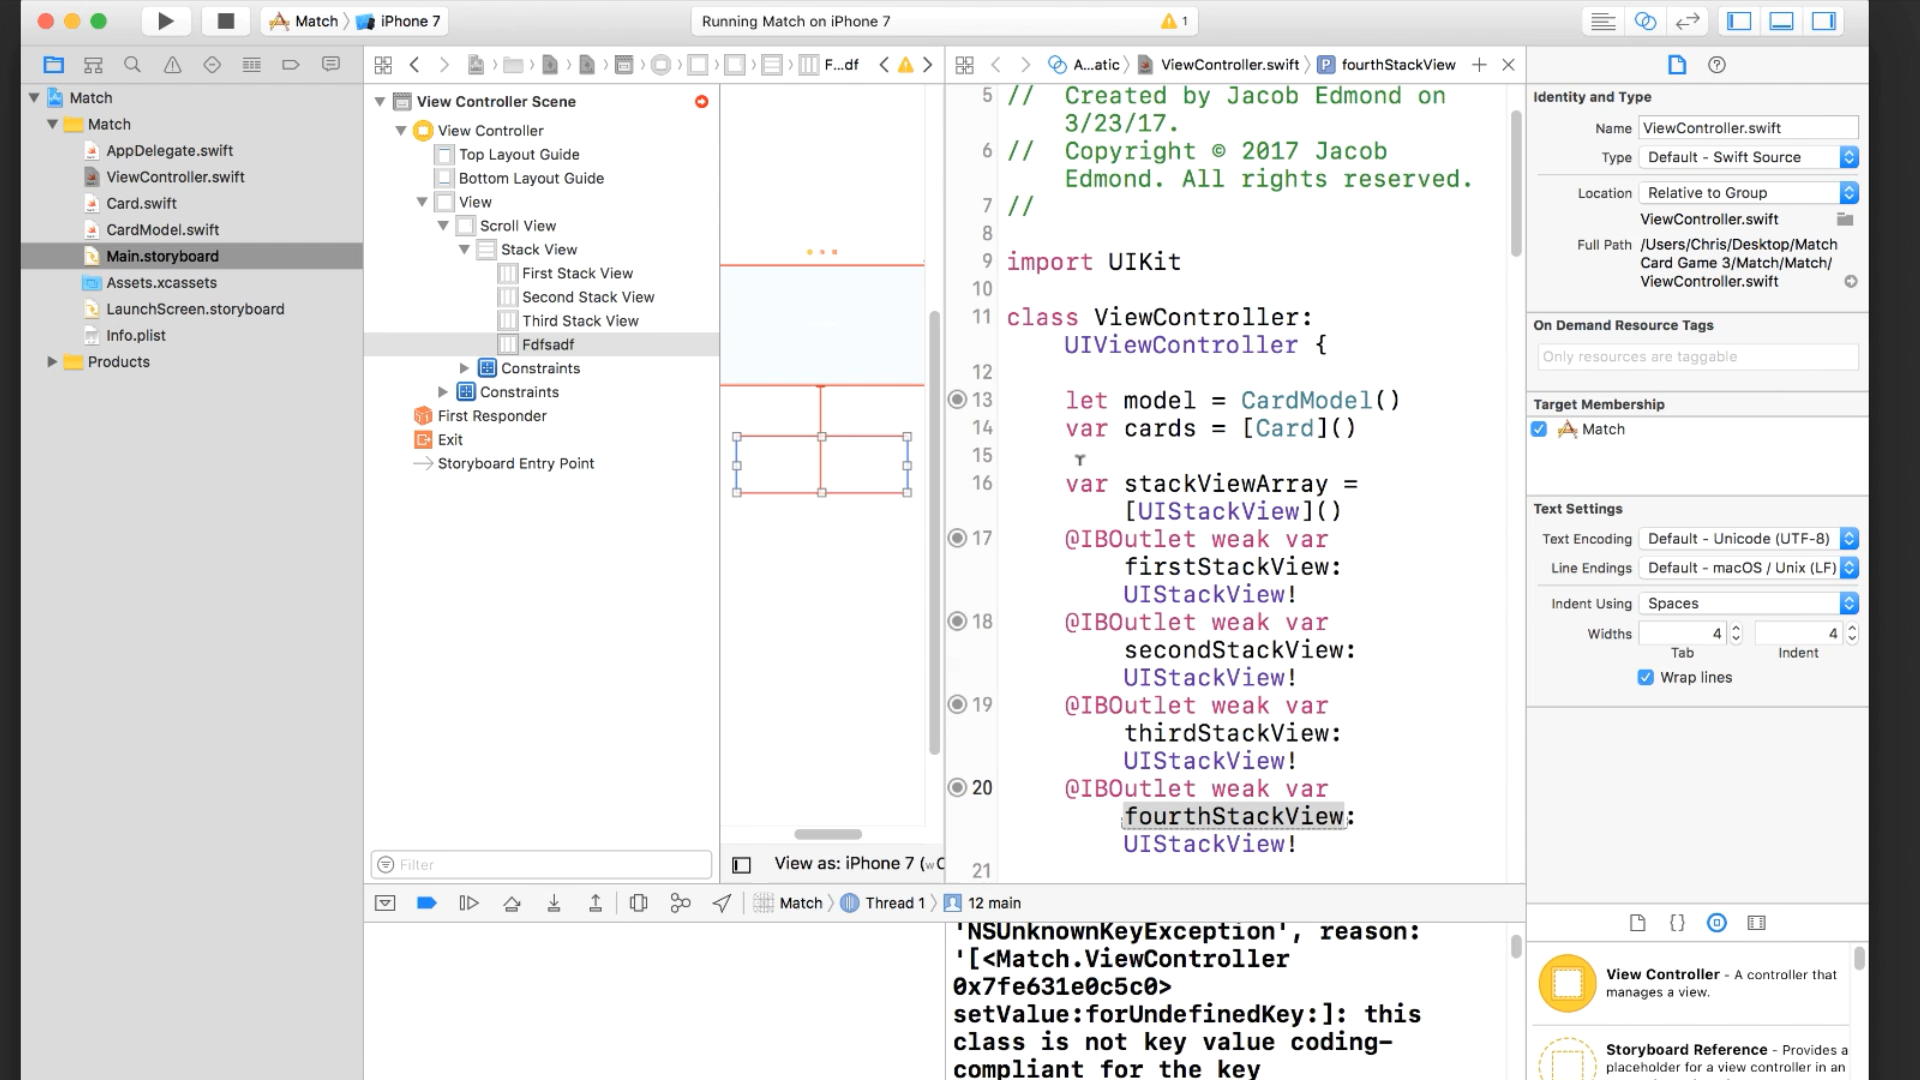 Match
iPhone 7
Running Match on iPhone 7
1
F...df
A...atic
ViewController.swift
fourthStackView
Match
Match
AppDelegate.swift
ViewController.swift
Card.swift
CardModel.swift
Main.storyboard
Assets.xcassets
LaunchScreen.storyboard
Info.plist
Products
View Controller Scene
View Controller
Top Layout Guide
Bottom Layout Guide
View
Scroll View
Stack View
First Stack View
Second Stack View
Third Stack View
Fdfsadf
Constraints
Constraints
First Responder
Exit
Storyboard Entry Point
Filter
View as: iPhone 7 (wC
5 // Created by Jacob Edmond on
3/23/17.
6 // Copyright © 2017 Jacob
Edmond. All rights reserved.
7 //
8
9 import UIKit
10
11 class ViewController:
UIViewController {
12
13 let model = CardModel()
14 var cards = [Card]()
15
16 var stackViewArray =
[UIStackView]()
17 @IBOutlet weak var
firstStackView:
UIStackView!
18 @IBOutlet weak var
secondStackView:
UIStackView!
19 @IBOutlet weak var
thirdStackView:
UIStackView!
20 @IBOutlet weak var
fourthStackView:
UIStackView!
21
Match
Thread 1
12 main
'NSUnknownKeyException', reason:
'[<Match.ViewController
0x7fe631e0c5c0>
setValue:forUndefinedKey:]: this
class is not key value coding-
compliant for the key
Identity and Type
Name ViewController.swift
Type Default - Swift Source
Location Relative to Group
ViewController.swift
Full Path /Users/Chris/Desktop/Match
Card Game 3/Match/Match/
ViewController.swift
On Demand Resource Tags
Only resources are taggable
Target Membership
Match
Text Settings
Text Encoding Default - Unicode (UTF-8)
Line Endings Default - macOS / Unix (LF)
Indent Using Spaces
Widths 4 4
Tab Indent
Wrap lines
View Controller - A controller that
manages a view.
Storyboard Reference - Provides a
placeholder for a view controller in an